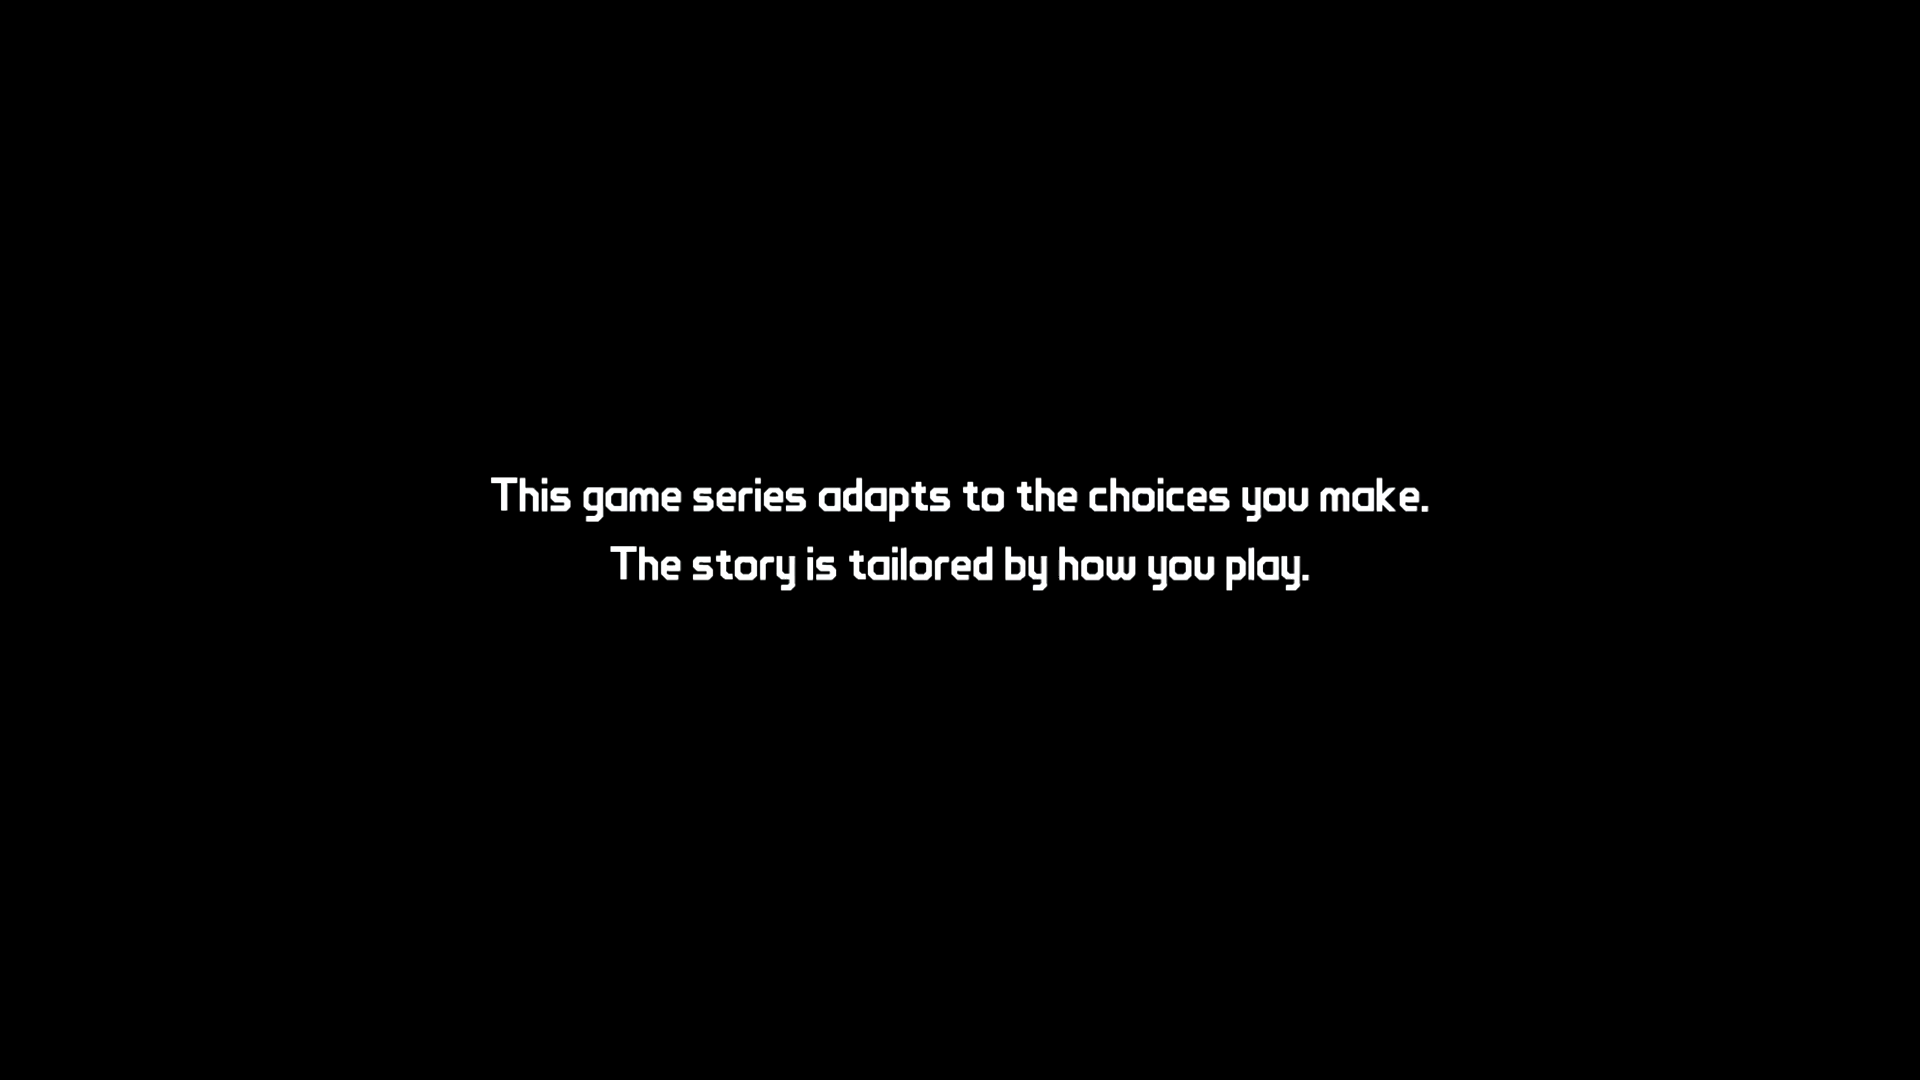 This game series adapts to the choices you make.
The story is tailored by how you play.